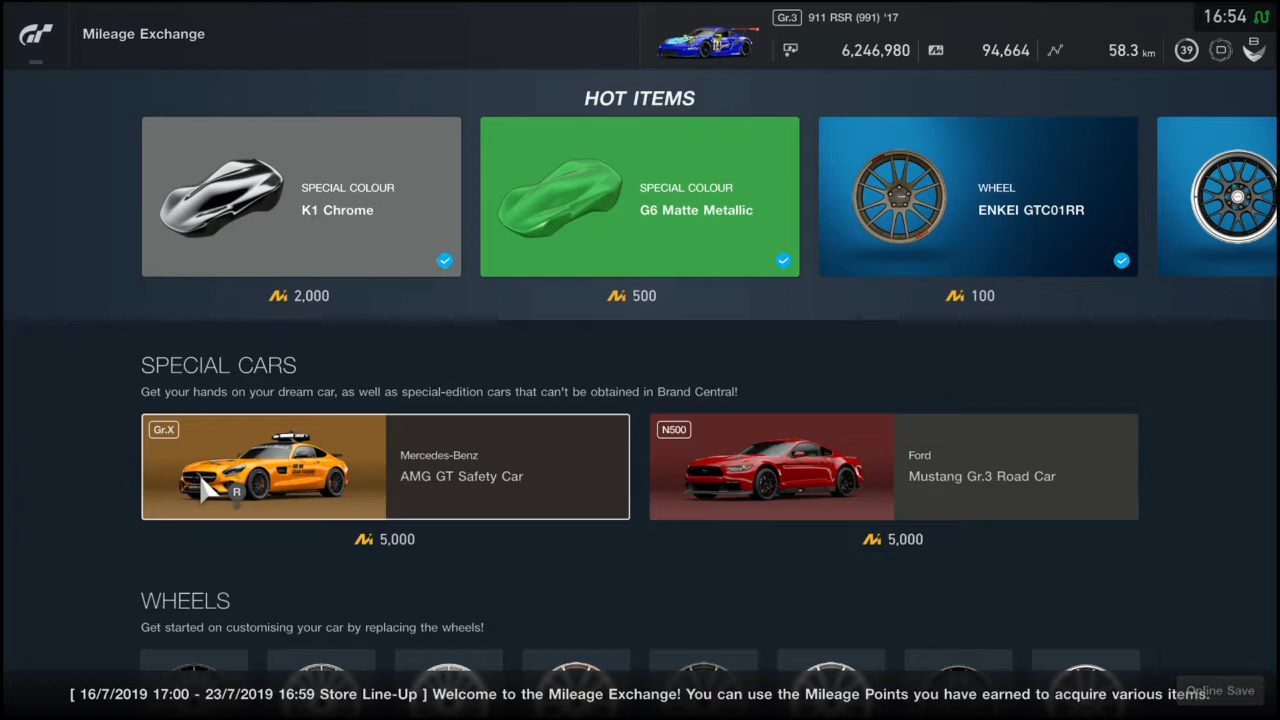 Mileage Exchange
Gr.3 911 RSR (991) '17
16:54
6,246,980 94,664 58.3 km 39 B
HOT ITEMS
SPECIAL COLOUR
K1 Chrome
SPECIAL COLOUR
G6 Matte Metallic
WHEEL
ENKEI GTC01RR
2,000
500
100
SPECIAL CARS
Get your hands on your dream car, as well as special-edition cars that can't be obtained in Brand Central!
Gr.X
Mercedes-Benz
AMG GT Safety Car
R
N500
Ford
Mustang Gr.3 Road Car
5,000
5,000
WHEELS
Get started on customising your car by replacing the wheels!
[ 16/7/2019 17:00 - 23/7/2019 16:59 Store Line-Up ] Welcome to the Mileage Exchange! You can use the Mileage Points you have earned to acquire various items.
Online Save